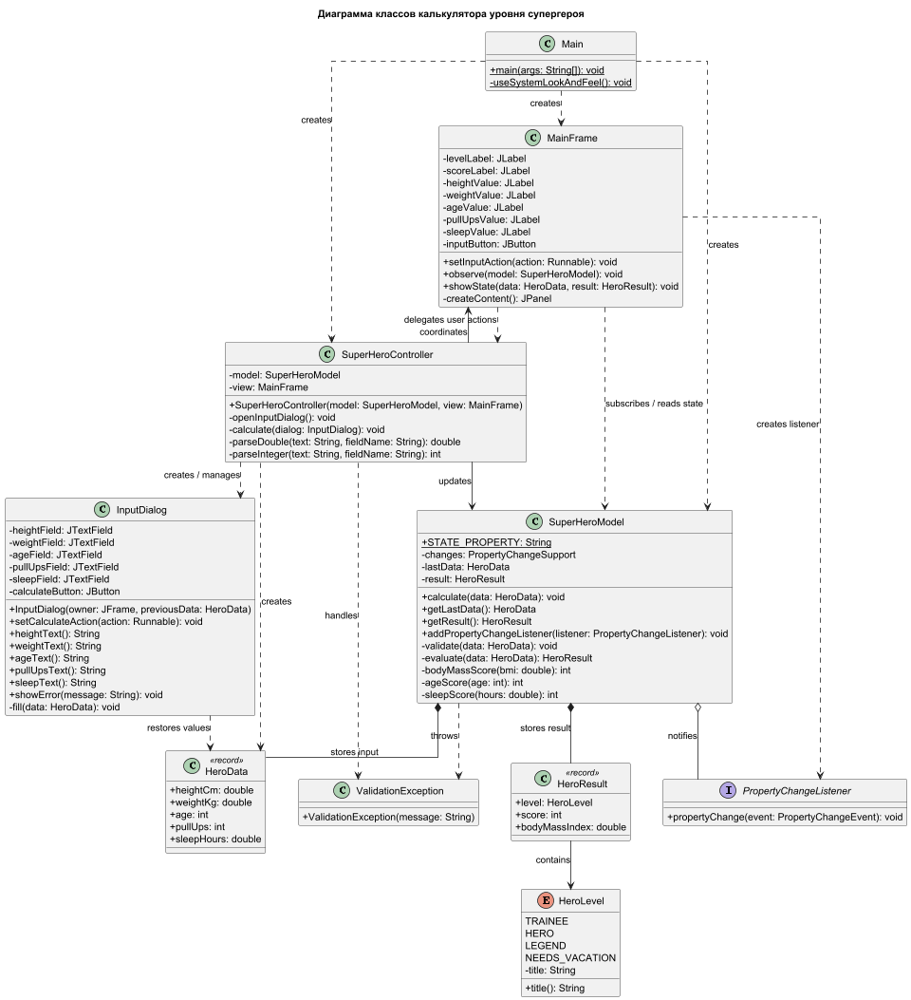 Диаграмма классов калькулятора уровня супергероя
C Main
+main(args: String[]): void
-useSystemLookAndFeel(): void
creates
creates
creates
C MainFrame
-levelLabel: JLabel
-scoreLabel: JLabel
-heightValue: JLabel
-weightValue: JLabel
-ageValue: JLabel
-pullUpsValue: JLabel
-sleepValue: JLabel
-inputButton: JButton
+setInputAction(action: Runnable): void
+observe(model: SuperHeroModel): void
+showState(data: HeroData, result: HeroResult): void
-createContent(): JPanel
delegates user actions
coordinates
subscribes / reads state
creates listener
C SuperHeroController
-model: SuperHeroModel
-view: MainFrame
+SuperHeroController(model: SuperHeroModel, view: MainFrame)
-openInputDialog(): void
-calculate(dialog: InputDialog): void
-parseDouble(text: String, fieldName: String): double
-parseInteger(text: String, fieldName: String): int
creates / manages
updates
creates
handles
C InputDialog
-heightField: JTextField
-weightField: JTextField
-ageField: JTextField
-pullUpsField: JTextField
-sleepField: JTextField
-calculateButton: JButton
+InputDialog(owner: JFrame, previousData: HeroData)
+setCalculateAction(action: Runnable): void
+heightText(): String
+weightText(): String
+ageText(): String
+pullUpsText(): String
+sleepText(): String
+showError(message: String): void
-fill(data: HeroData): void
C SuperHeroModel
+STATE_PROPERTY: String
-changes: PropertyChangeSupport
-lastData: HeroData
-result: HeroResult
+calculate(data: HeroData): void
+getLastData(): HeroData
+getResult(): HeroResult
+addPropertyChangeListener(listener: PropertyChangeListener): void
-validate(data: HeroData): void
-evaluate(data: HeroData): HeroResult
-bodyMassScore(bmi: double): int
-ageScore(age: int): int
-sleepScore(hours: double): int
restores values
stores input
throws
stores result
notifies
C «record»
HeroData
+heightCm: double
+weightKg: double
+age: int
+pullUps: int
+sleepHours: double
C ValidationException
+ValidationException(message: String)
C «record»
HeroResult
+level: HeroLevel
+score: int
+bodyMassIndex: double
I PropertyChangeListener
+propertyChange(event: PropertyChangeEvent): void
contains
E HeroLevel
TRAINEE
HERO
LEGEND
NEEDS_VACATION
-title: String
+title(): String